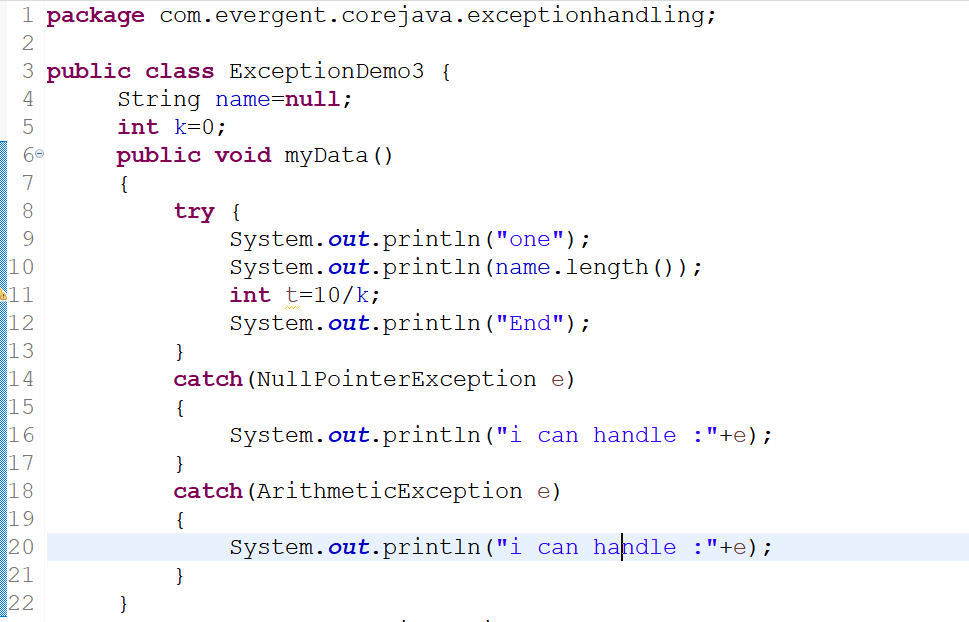 1 package com.evergent.corejava.exceptionhandling;
2
3 public class ExceptionDemo3 {
4 String name=null;
5 int k=0;
6 public void myData()
7 {
8 try {
9 System.out.println("one");
10 System.out.println(name.length());
11 int t=10/k;
12 System.out.println("End");
13 }
14 catch(NullPointerException e)
15 {
16 System.out.println("i can handle :"+e);
17 }
18 catch(ArithmeticException e)
19 {
20 System.out.println("i can handle :"+e);
21 }
22 }